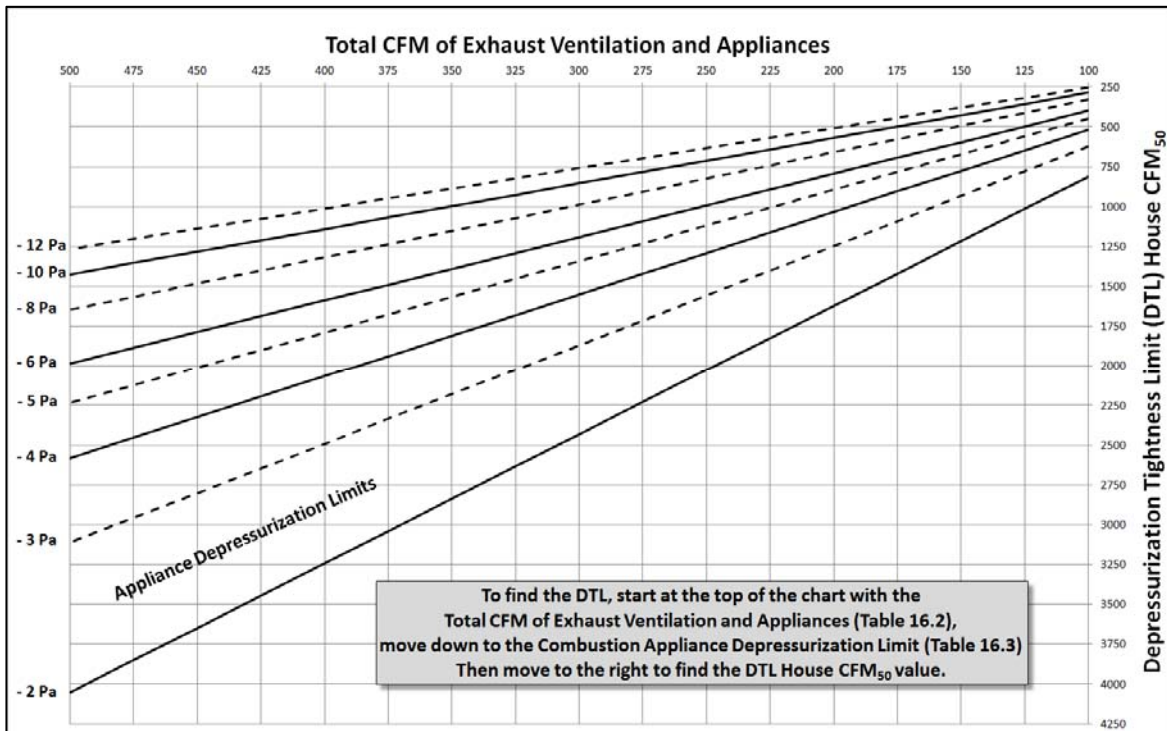 Total CFM of Exhaust Ventilation and Appliances
500 475 450 425 400 375 350 325 300 275 250 225 200 175 150 125 100
250
500
750
1000
1250
1500
1750
2000
2250
2500
2750
3000
3250
3500
3750
4000
4250
Depressurization Tightness Limit (DTL) House CFM₅₀
- 12 Pa
- 10 Pa
- 8 Pa
- 6 Pa
- 5 Pa
- 4 Pa
- 3 Pa
- 2 Pa
Appliance Depressurization Limits
To find the DTL, start at the top of the chart with the
Total CFM of Exhaust Ventilation and Appliances (Table 16.2),
move down to the Combustion Appliance Depressurization Limit (Table 16.3)
Then move to the right to find the DTL House CFM₅₀ value.